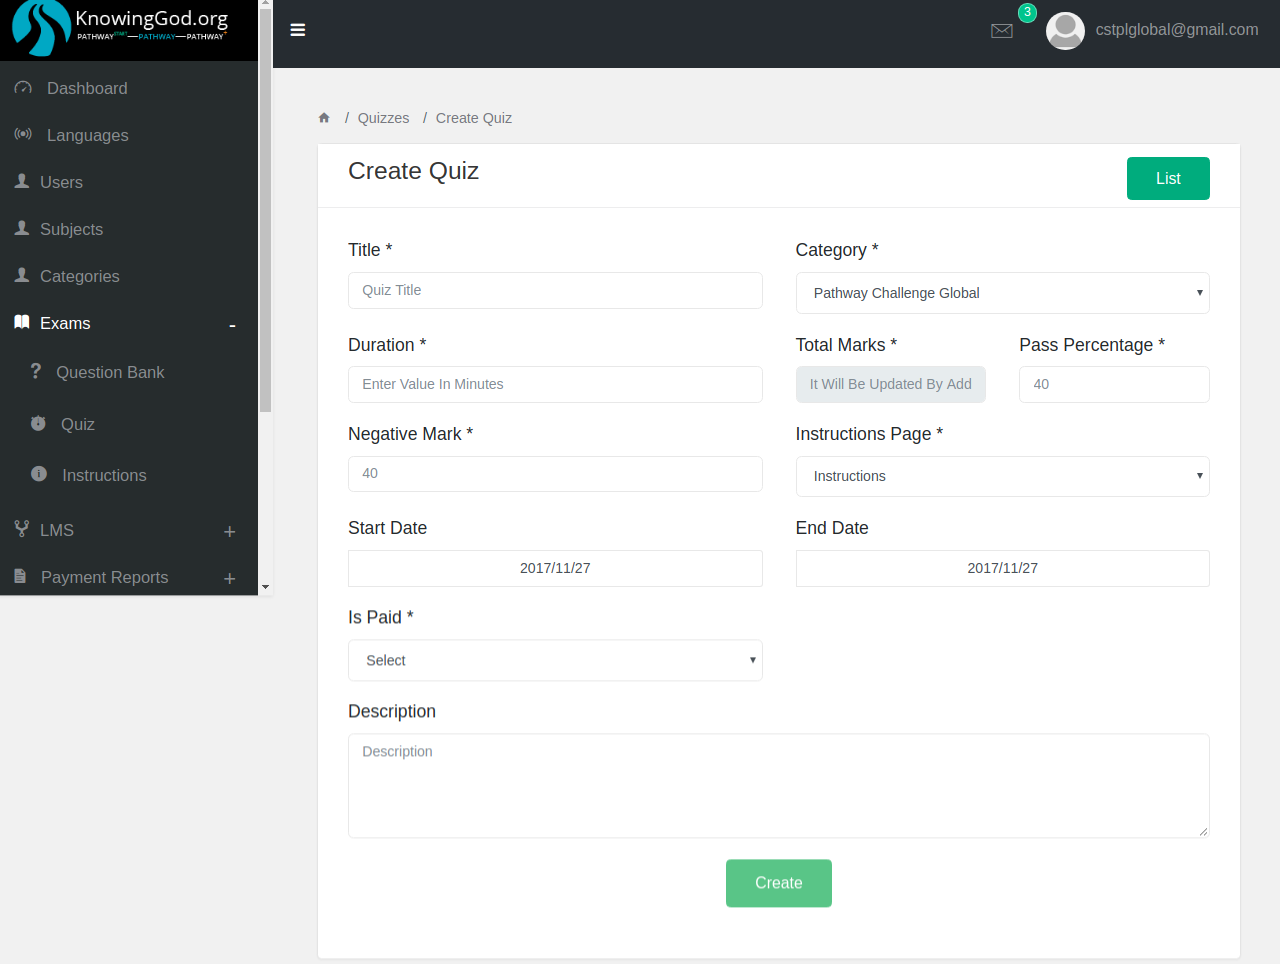 KnowingGod.org
PATHWAYSTART—PATHWAY—PATHWAY+
3
cstplglobal@gmail.com
Dashboard
Languages
Users
Subjects
Categories
Exams -
? Question Bank
Quiz
Instructions
LMS +
Payment Reports +
/ Quizzes / Create Quiz
Create Quiz
List
Title *
Quiz Title
Category *
Pathway Challenge Global
Duration *
Enter Value In Minutes
Total Marks *
It Will Be Updated By Add
Pass Percentage *
40
Negative Mark *
40
Instructions Page *
Instructions
Start Date
2017/11/27
End Date
2017/11/27
Is Paid *
Select
Description
Description
Create